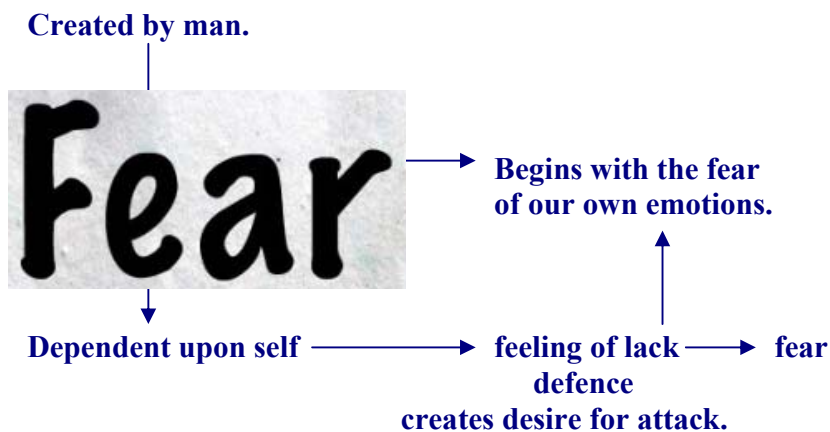 Created by man.
Fear
Begins with the fear
of our own emotions.
Dependent upon self
feeling of lack
fear
defence
creates desire for attack.